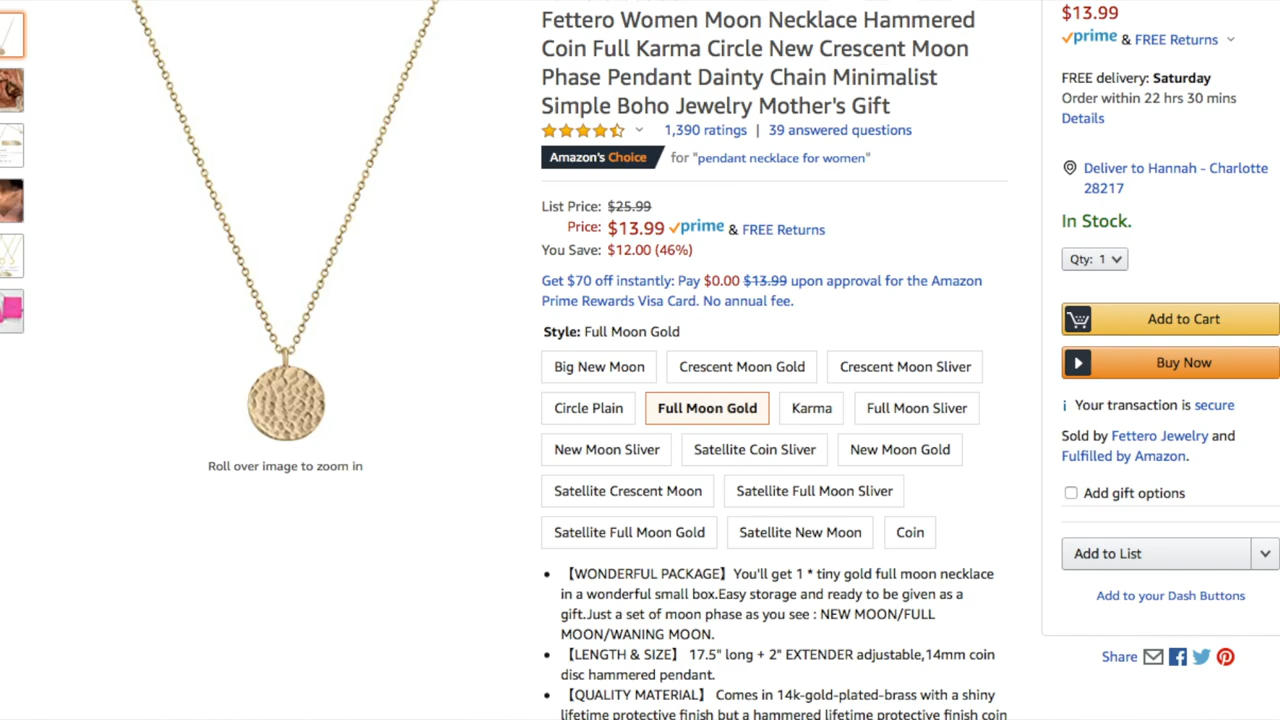 Fettero Women Moon Necklace Hammered
Coin Full Karma Circle New Crescent Moon
Phase Pendant Dainty Chain Minimalist
Simple Boho Jewelry Mother's Gift
1,390 ratings | 39 answered questions
Amazon's Choice for "pendant necklace for women"
List Price: $25.99
Price: $13.99 prime & FREE Returns
You Save: $12.00 (46%)
Get $70 off instantly: Pay $0.00 $13.99 upon approval for the Amazon
Prime Rewards Visa Card. No annual fee.
Style: Full Moon Gold
Big New Moon
Crescent Moon Gold
Crescent Moon Sliver
Circle Plain
Full Moon Gold
Karma
Full Moon Sliver
New Moon Sliver
Satellite Coin Sliver
New Moon Gold
Satellite Crescent Moon
Satellite Full Moon Sliver
Satellite Full Moon Gold
Satellite New Moon
Coin
• 【WONDERFUL PACKAGE】You'll get 1 * tiny gold full moon necklace
in a wonderful small box.Easy storage and ready to be given as a
gift.Just a set of moon phase as you see : NEW MOON/FULL
MOON/WANING MOON.
• 【LENGTH & SIZE】 17.5" long + 2" EXTENDER adjustable,14mm coin
disc hammered pendant.
• 【QUALITY MATERIAL】 Comes in 14k-gold-plated-brass with a shiny
lifetime protective finish but a hammered lifetime protective finish coin
Roll over image to zoom in
$13.99
prime & FREE Returns
FREE delivery: Saturday
Order within 22 hrs 30 mins
Details
Deliver to Hannah - Charlotte
28217
In Stock.
Qty: 1
Add to Cart
Buy Now
Your transaction is secure
Sold by Fettero Jewelry and
Fulfilled by Amazon.
Add gift options
Add to List
Add to your Dash Buttons
Share